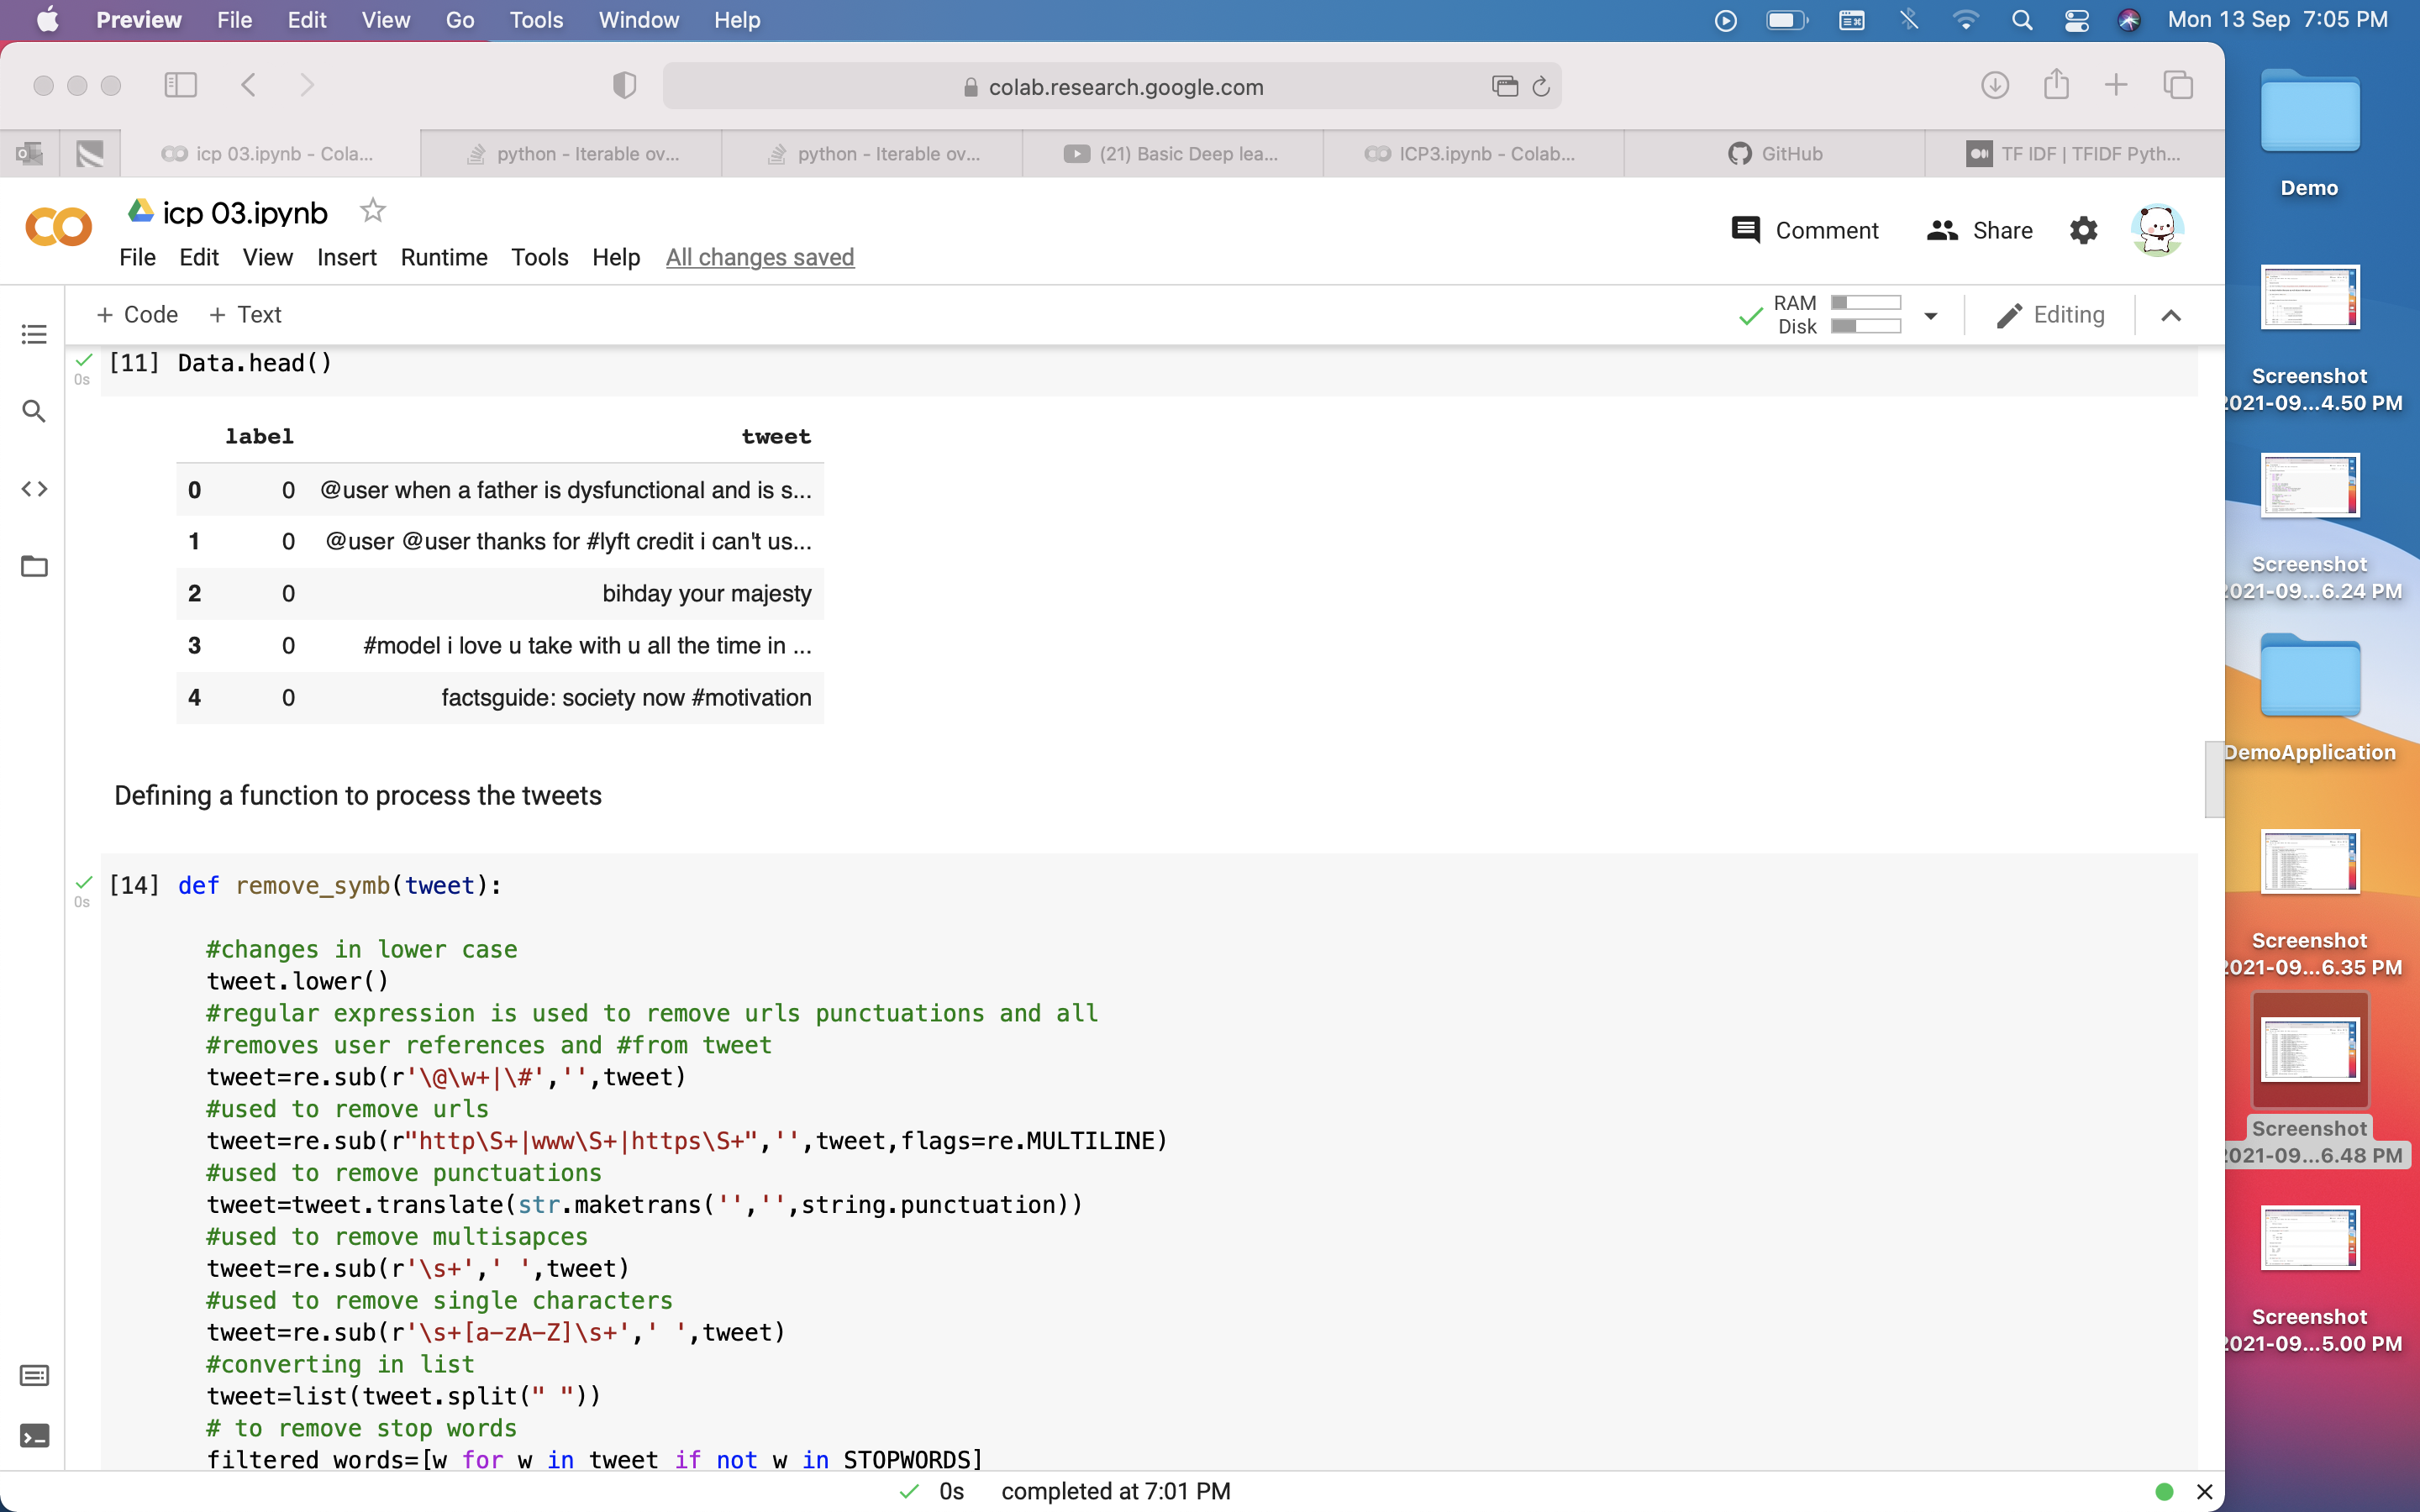 Preview File Edit View Go Tools Window Help Mon 13 Sep 7:05 PM
colab.research.google.com
icp 03.ipynb - Cola... python - Iterable ov... python - Iterable ov... (21) Basic Deep lea... ICP3.ipynb - Colab... GitHub TF IDF | TFIDF Pyth...
icp 03.ipynb
Comment Share
File Edit View Insert Runtime Tools Help All changes saved
+ Code + Text
RAM
Disk
Editing
[11] Data.head()
0s
label tweet
0 0 @user when a father is dysfunctional and is s...
1 0 @user @user thanks for #lyft credit i can't us...
2 0 bihday your majesty
3 0 #model i love u take with u all the time in ...
4 0 factsguide: society now #motivation
Defining a function to process the tweets
[14] def remove_symb(tweet):
0s
#changes in lower case
tweet.lower()
#regular expression is used to remove urls punctuations and all
#removes user references and #from tweet
tweet=re.sub(r'\@\w+|\#','',tweet)
#used to remove urls
tweet=re.sub(r"http\S+|www\S+|https\S+",'',tweet,flags=re.MULTILINE)
#used to remove punctuations
tweet=tweet.translate(str.maketrans('','',string.punctuation))
#used to remove multisapces
tweet=re.sub(r'\s+',' ',tweet)
#used to remove single characters
tweet=re.sub(r'\s+[a-zA-Z]\s+',' ',tweet)
#converting in list
tweet=list(tweet.split(" "))
# to remove stop words
filtered_words=[w for w in tweet if not w in STOPWORDS]
0s completed at 7:01 PM
Demo
Screenshot
2021-09...4.50 PM
Screenshot
2021-09...6.24 PM
DemoApplication
Screenshot
2021-09...6.35 PM
Screenshot
2021-09...6.48 PM
Screenshot
2021-09...5.00 PM